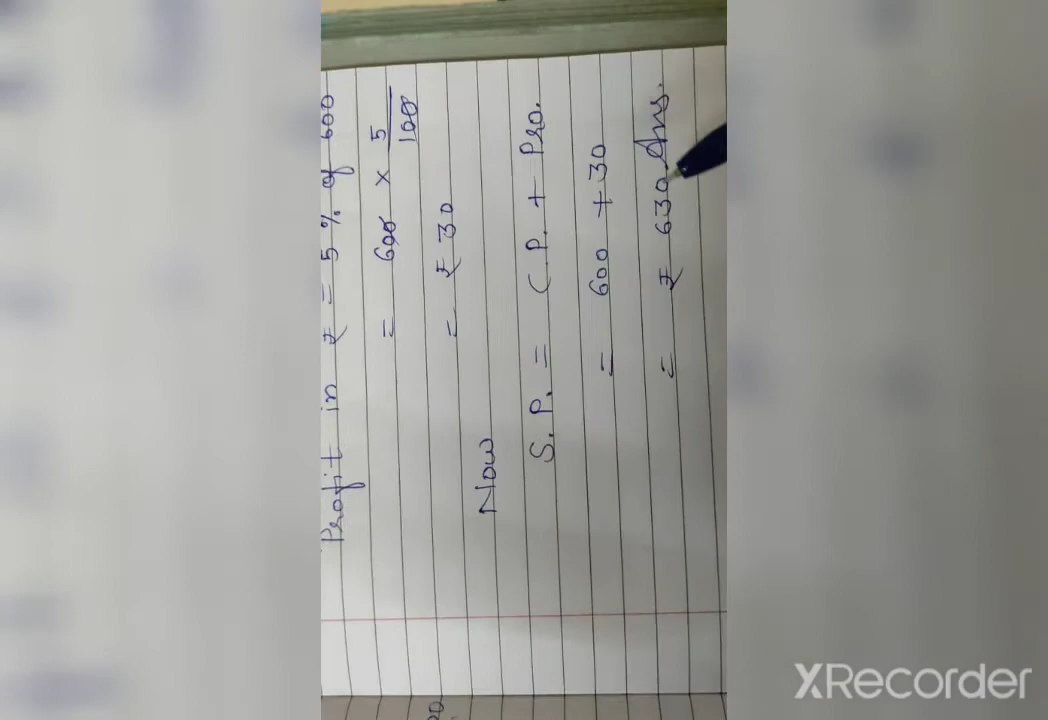 Profit in ₹ = 5 % of 600
= 600 × 5/100
= ₹ 30
Now
S.P. = C.P. + Pro.
= 600 + 30
= ₹ 630 Ans.
XRecorder